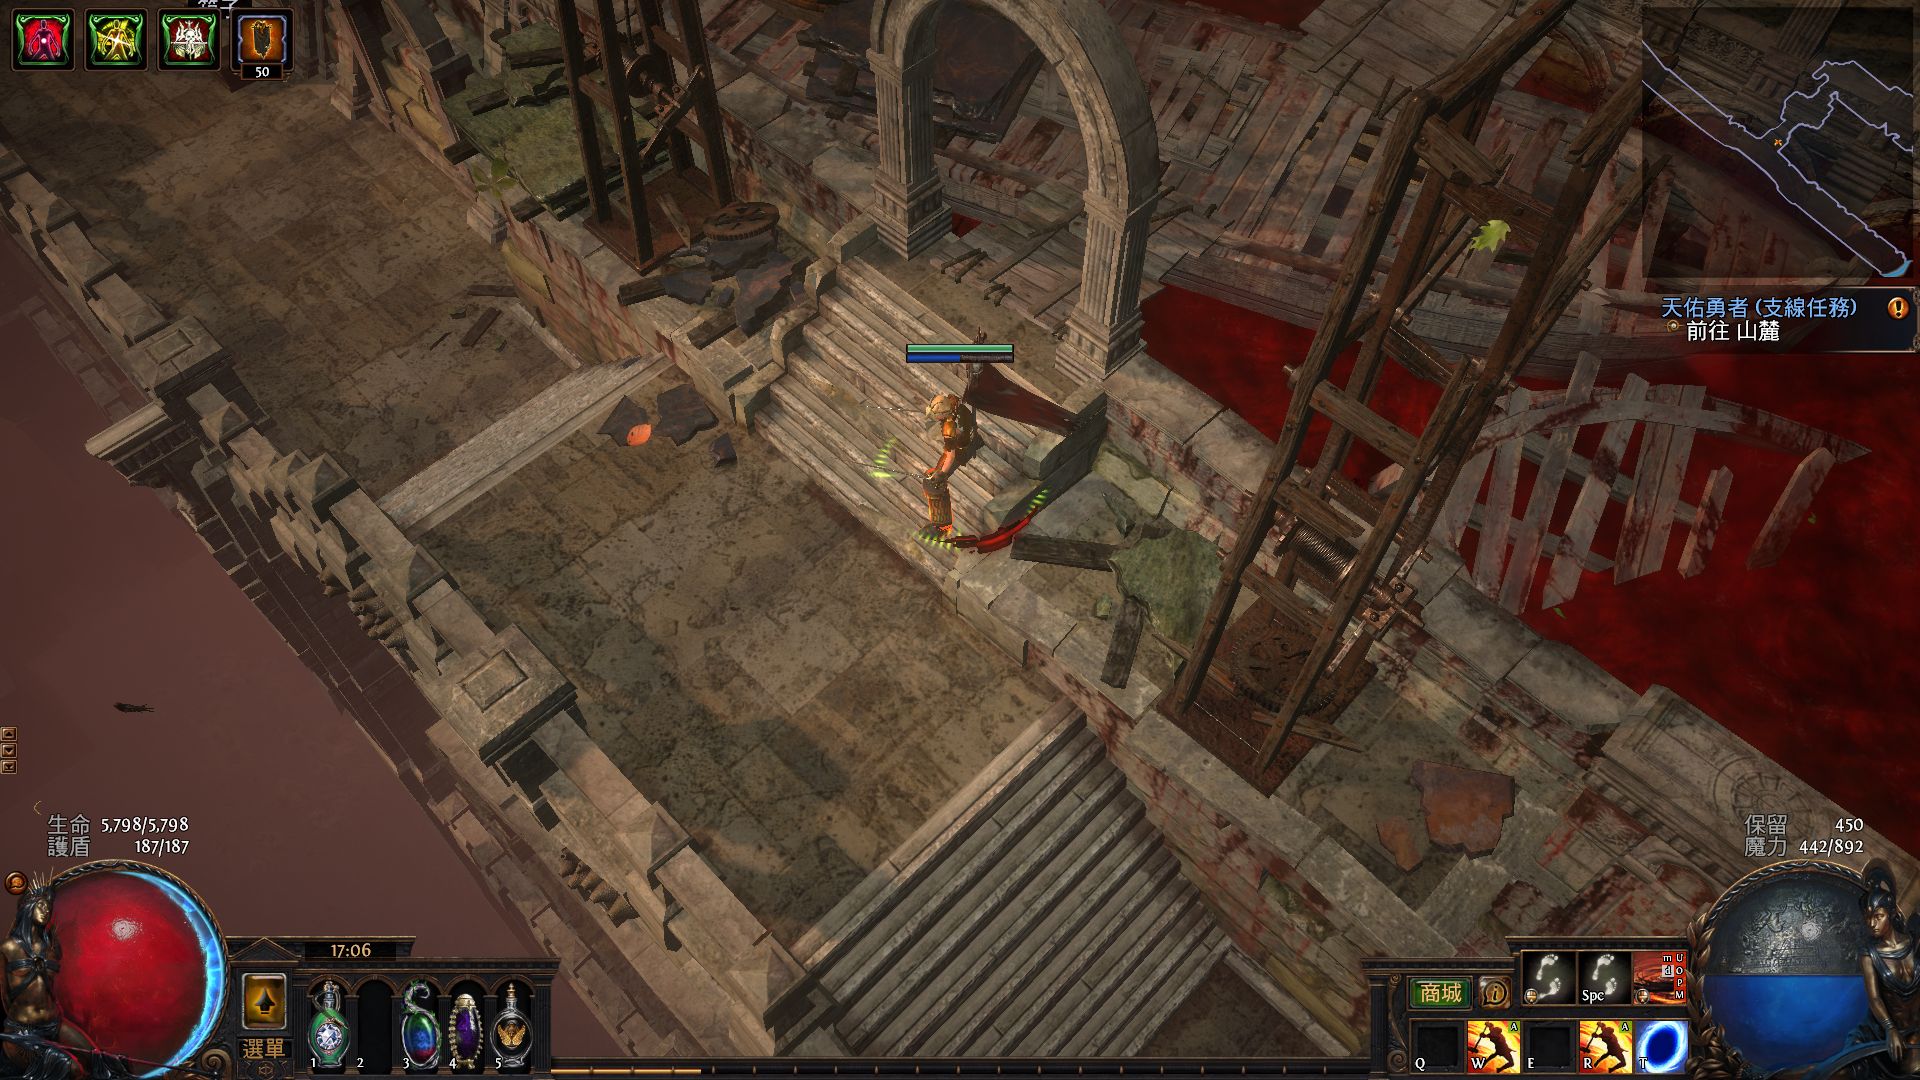 50
天佑勇者 (支線任務)
前往 山麓
生命 5,798/5,798
護盾 187/187
保留 450
魔力 442/892
17:06
選單
1
2
3
4
5
商城
Spc
Q
W
A
E
R
A
T